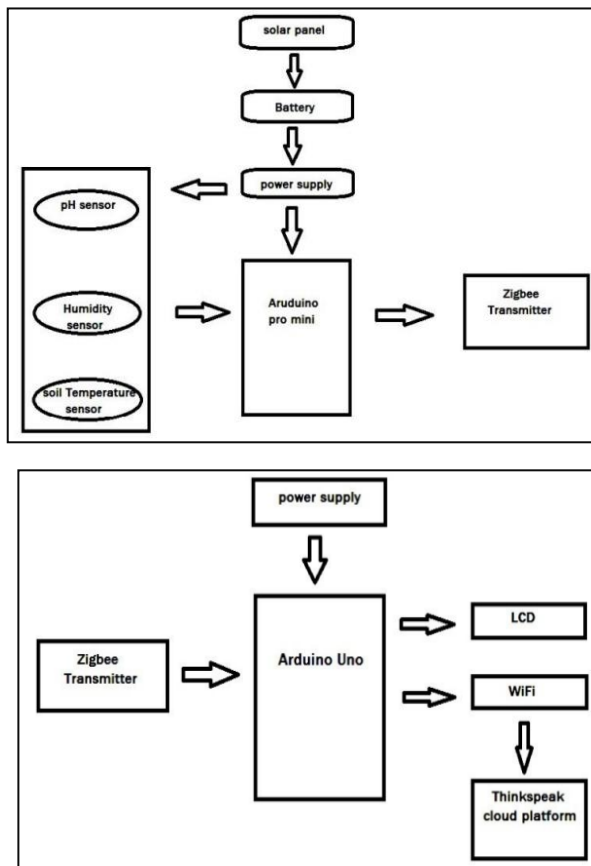 solar panel
Battery
power supply
pH sensor
Humidity
sensor
soil Temperature
sensor
Aruduino
pro mini
Zigbee
Transmitter
power supply
Zigbee
Transmitter
Arduino Uno
LCD
WiFi
Thinkspeak
cloud platform